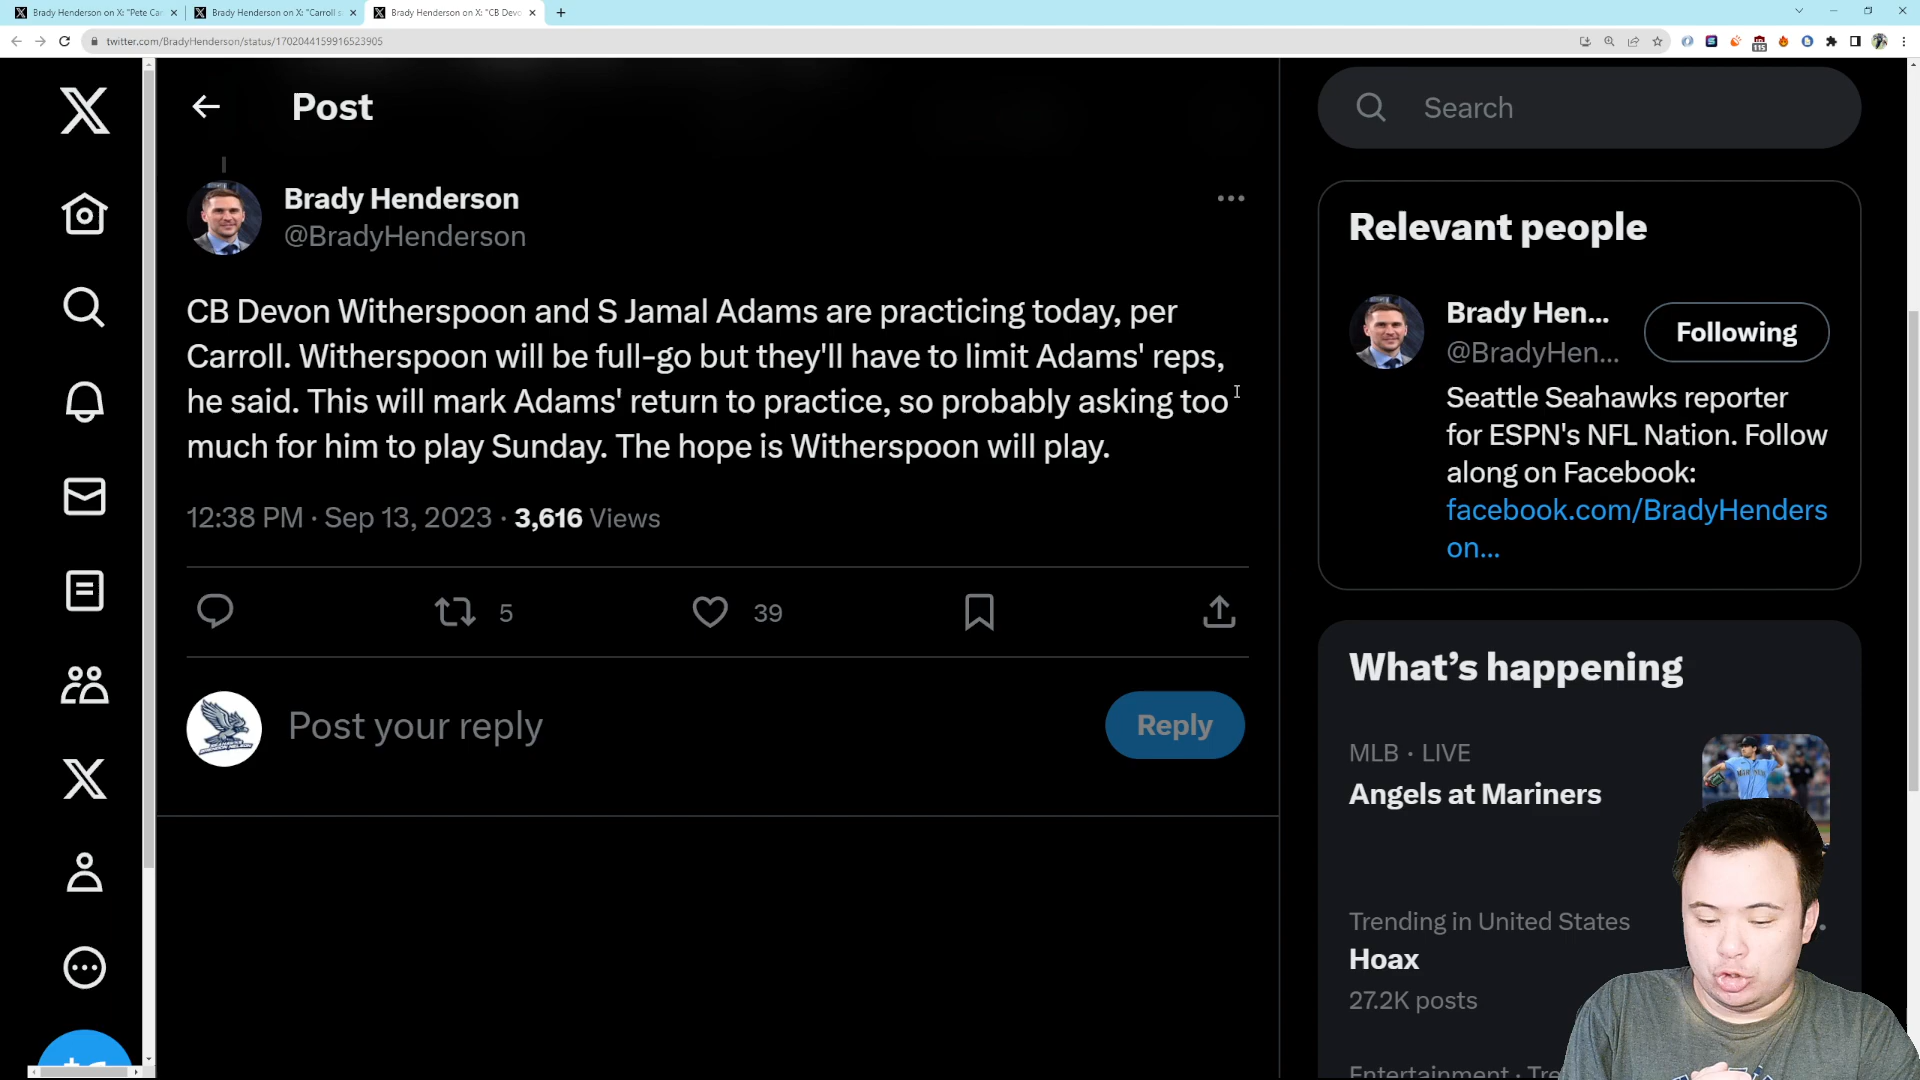 Brady Henderson on X: "Pete Ca
Brady Henderson on X: "Carroll s
Brady Henderson on X: "CB Devo
twitter.com/BradyHenderson/status/1702044159916523905
115
Post
Search
Brady Henderson
@BradyHenderson
CB Devon Witherspoon and S Jamal Adams are practicing today, per
Carroll. Witherspoon will be full-go but they'll have to limit Adams' reps,
he said. This will mark Adams' return to practice, so probably asking too
much for him to play Sunday. The hope is Witherspoon will play.
12:38 PM · Sep 13, 2023 · 3,616 Views
5
39
Post your reply
Reply
Relevant people
Brady Hen...
@BradyHen...
Following
Seattle Seahawks reporter
for ESPN's NFL Nation. Follow
along on Facebook:
facebook.com/BradyHenders
on...
What's happening
MLB · LIVE
Angels at Mariners
Trending in United States
Hoax
27.2K posts
Entertainment · Tre